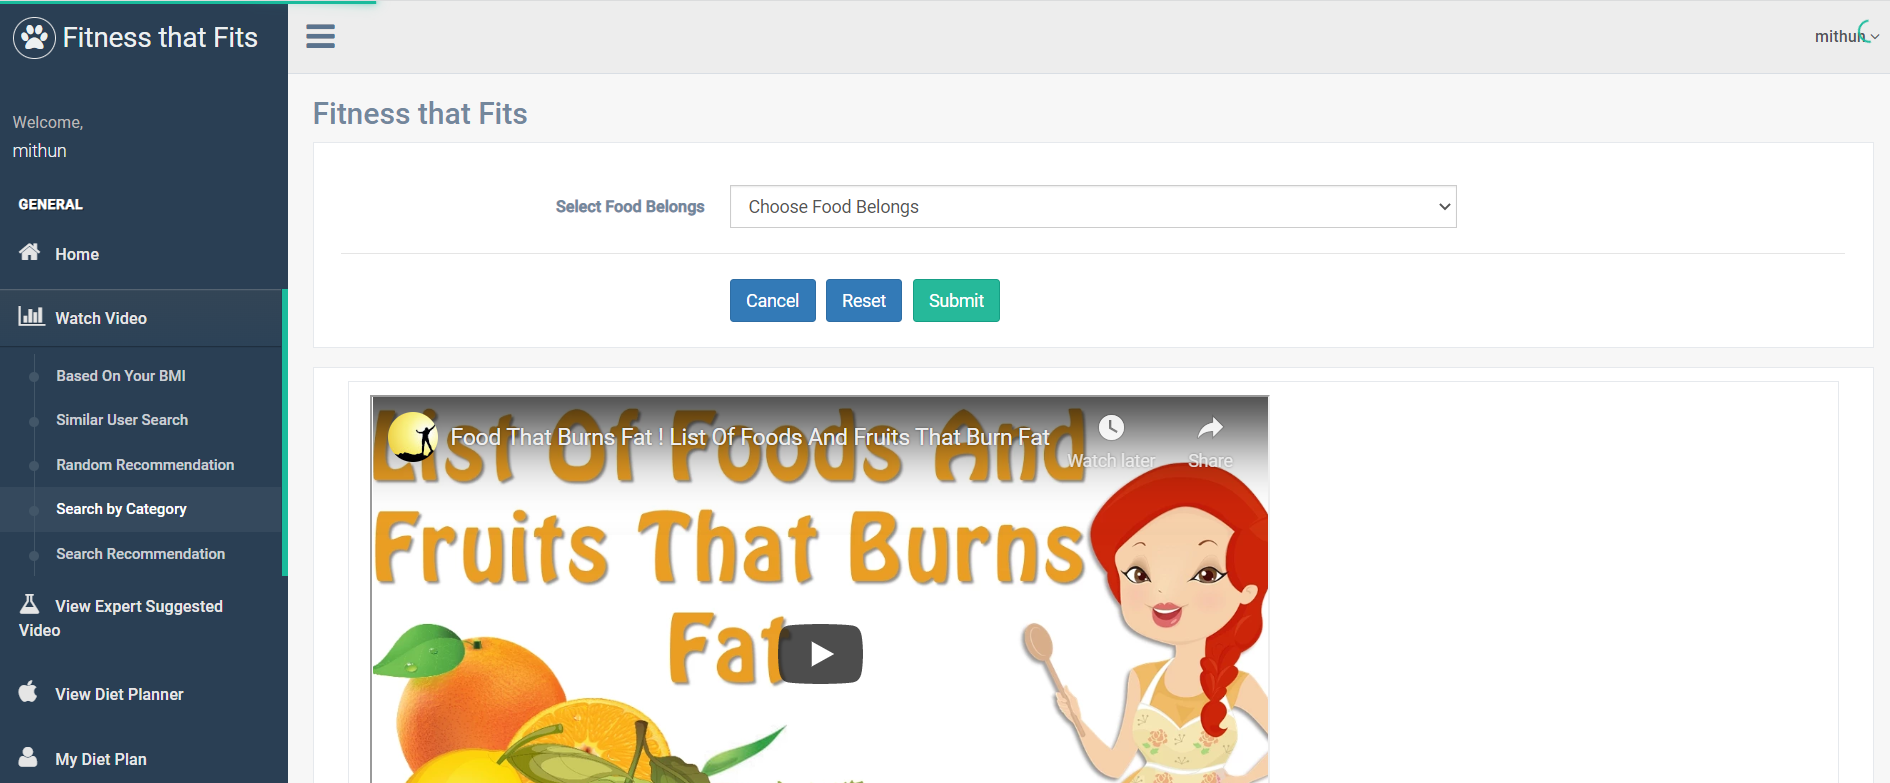 Fitness that Fits
mithun
Welcome,
mithun
GENERAL
Home
Watch Video
Based On Your BMI
Similar User Search
Random Recommendation
Search by Category
Search Recommendation
View Expert Suggested
Video
View Diet Planner
My Diet Plan
Fitness that Fits
Select Food Belongs
Choose Food Belongs
Cancel
Reset
Submit
Food That Burns Fat ! List Of Foods And Fruits That Burn Fat
Watch later
Share
List Of Foods And
Fruits That Burns
Fat